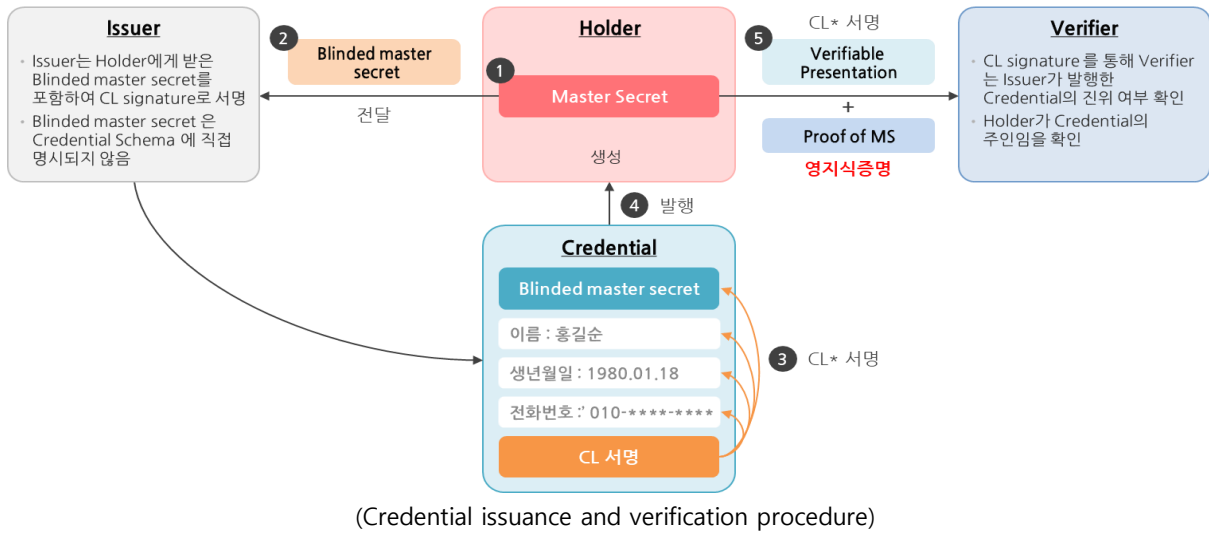 Issuer
• Issuer는 Holder에게 받은
Blinded master secret를
포함하여 CL signature로 서명
• Blinded master secret 은
Credential Schema 에 직접
명시되지 않음
2
Blinded master
secret
전달
Holder
1
Master Secret
생성
CL* 서명
5
Verifiable
Presentation
+
Proof of MS
영지식증명
Verifier
• CL signature 를 통해 Verifier
는 Issuer가 발행한
Credential의 진위 여부 확인
• Holder가 Credential의
주인임을 확인
4 발행
Credential
Blinded master secret
이름 : 홍길순
생년월일 : 1980.01.18
전화번호 :’ 010-****-****
CL 서명
3 CL* 서명
(Credential issuance and verification procedure)